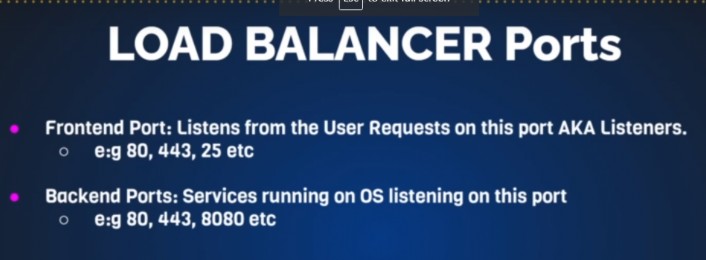 Esc to exit full screen
LOAD BALANCER Ports
Frontend Port: Listens from the User Requests on this port AKA Listeners.
e:g 80, 443, 25 etc
Backend Ports: Services running on OS listening on this port
e:g 80, 443, 8080 etc